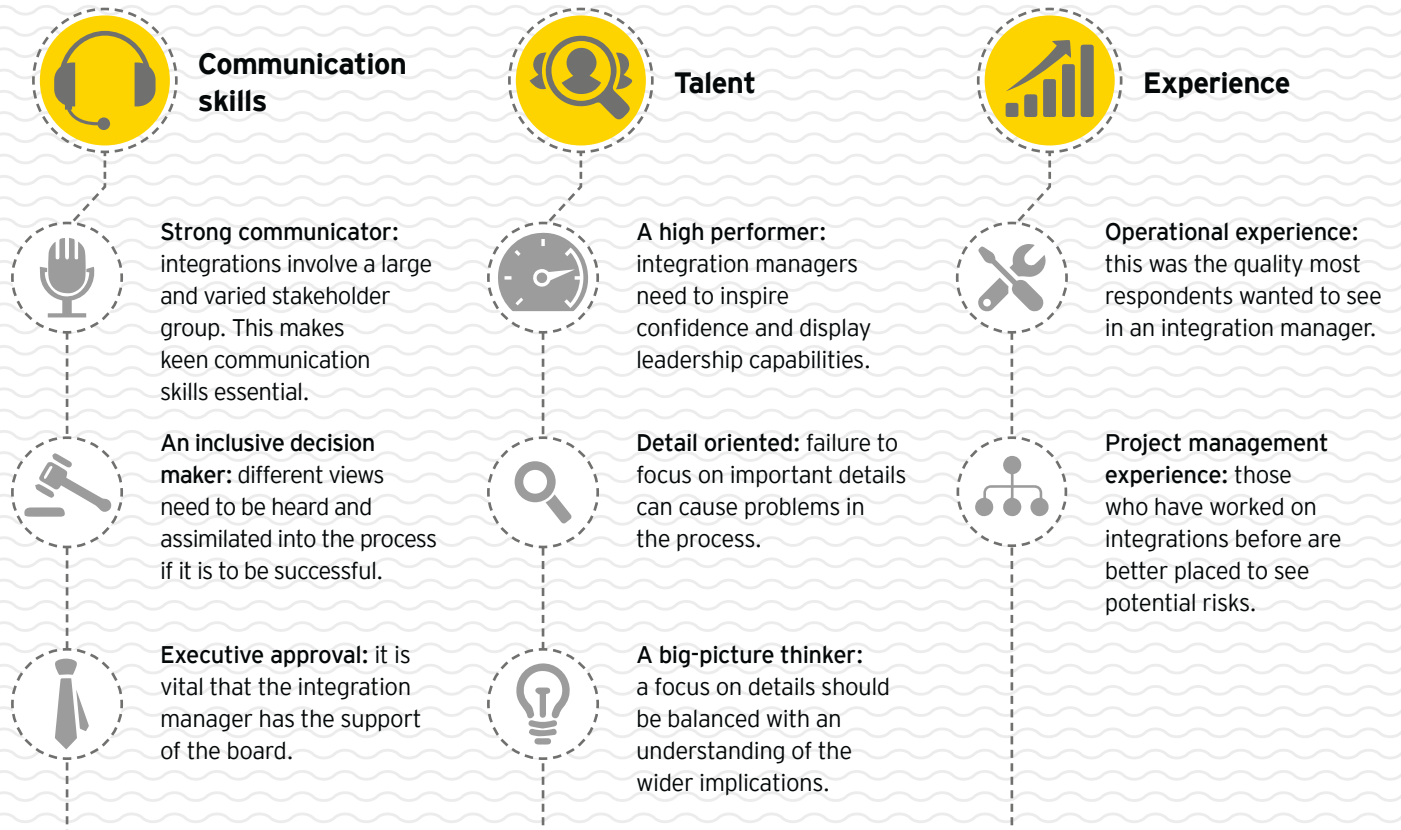 Communication
skills
Strong communicator:
integrations involve a large
and varied stakeholder
group. This makes
keen communication
skills essential.
An inclusive decision
maker: different views
need to be heard and
assimilated into the process
if it is to be successful.
Executive approval: it is
vital that the integration
manager has the support
of the board.
Talent
A high performer:
integration managers
need to inspire
confidence and display
leadership capabilities.
Detail oriented: failure to
focus on important details
can cause problems in
the process.
A big-picture thinker:
a focus on details should
be balanced with an
understanding of the
wider implications.
Experience
Operational experience:
this was the quality most
respondents wanted to see
in an integration manager.
Project management
experience: those
who have worked on
integrations before are
better placed to see
potential risks.